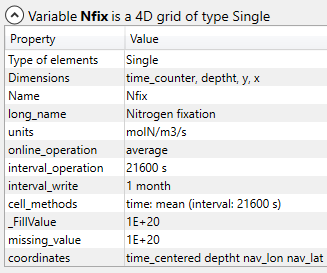 Variable Nfix is a 4D grid of type Single
Property Value
Type of elements Single
Dimensions time_counter, deptht, y, x
Name Nfix
long_name Nitrogen fixation
units molN/m3/s
online_operation average
interval_operation 21600 s
interval_write 1 month
cell_methods time: mean (interval: 21600 s)
_FillValue 1E+20
missing_value 1E+20
coordinates time_centered deptht nav_lon nav_lat